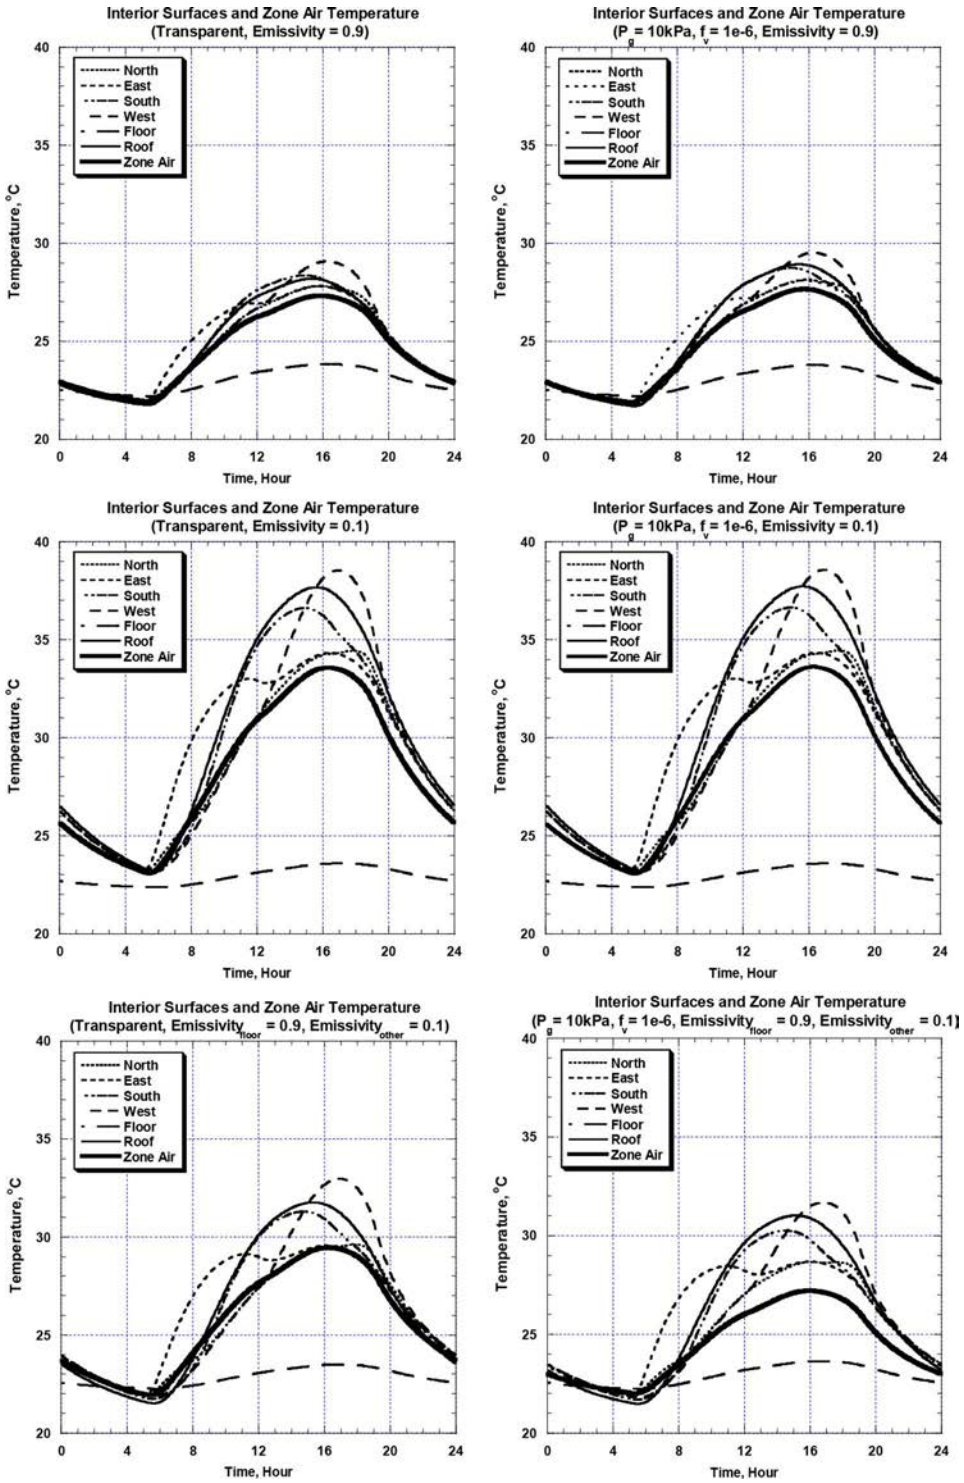 Interior Surfaces and Zone Air Temperature
(Transparent, Emissivity = 0.9)
40
35
30
25
20
Temperature, °C
North
East
South
West
Floor
Roof
Zone Air
0 4 8 12 16 20 24
Time, Hour
Interior Surfaces and Zone Air Temperature
(P_g = 10kPa, f_v = 1e-6, Emissivity = 0.9)
40
35
30
25
20
Temperature, °C
North
East
South
West
Floor
Roof
Zone Air
0 4 8 12 16 20 24
Time, Hour
Interior Surfaces and Zone Air Temperature
(Transparent, Emissivity = 0.1)
40
35
30
25
20
Temperature, °C
North
East
South
West
Floor
Roof
Zone Air
0 4 8 12 16 20 24
Time, Hour
Interior Surfaces and Zone Air Temperature
(P_g = 10kPa, f_v = 1e-6, Emissivity = 0.1)
40
35
30
25
20
Temperature, °C
North
East
South
West
Floor
Roof
Zone Air
0 4 8 12 16 20 24
Time, Hour
Interior Surfaces and Zone Air Temperature
(Transparent, Emissivity_floor = 0.9, Emissivity_other = 0.1)
40
35
30
25
20
Temperature, °C
North
East
South
West
Floor
Roof
Zone Air
0 4 8 12 16 20 24
Time, Hour
Interior Surfaces and Zone Air Temperature
(P_g = 10kPa, f_v = 1e-6, Emissivity_floor = 0.9, Emissivity_other = 0.1)
40
35
30
25
20
Temperature, °C
North
East
South
West
Floor
Roof
Zone Air
0 4 8 12 16 20 24
Time, Hour